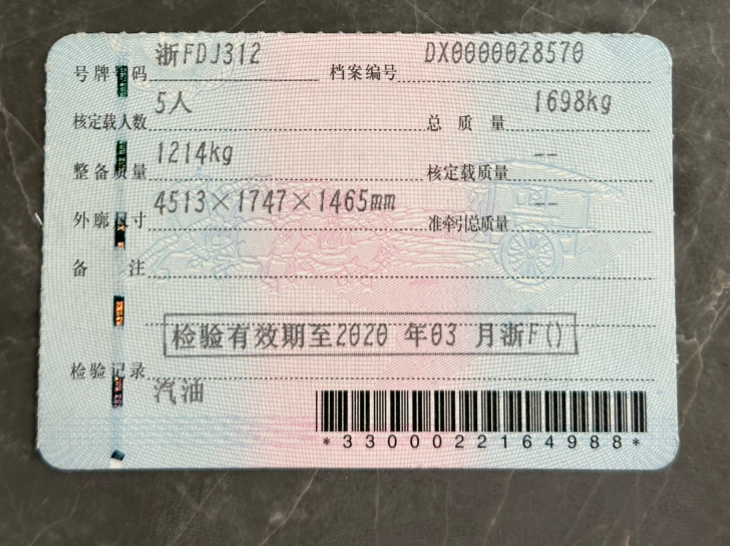 号牌号码 浙FDJ312 档案编号 DX0000028570
核定载人数 5人 总质量 1698kg
整备质量 1214kg 核定载质量 --
外廓尺寸 4513×1747×1465mm 准牵引总质量 --
备注
检验有效期至2020 年03 月浙F()
检验记录
汽油
*3300022164988*